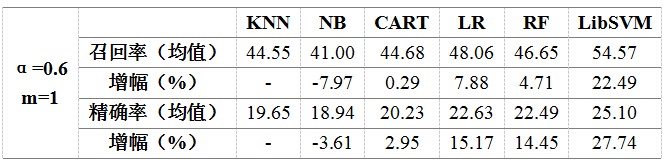 KNN NB CART LR RF LibSVM
α=0.6
m=1
召回率（均值） 44.55 41.00 44.68 48.06 46.65 54.57
增幅（%） - -7.97 0.29 7.88 4.71 22.49
精确率（均值） 19.65 18.94 20.23 22.63 22.49 25.10
增幅（%） - -3.61 2.95 15.17 14.45 27.74